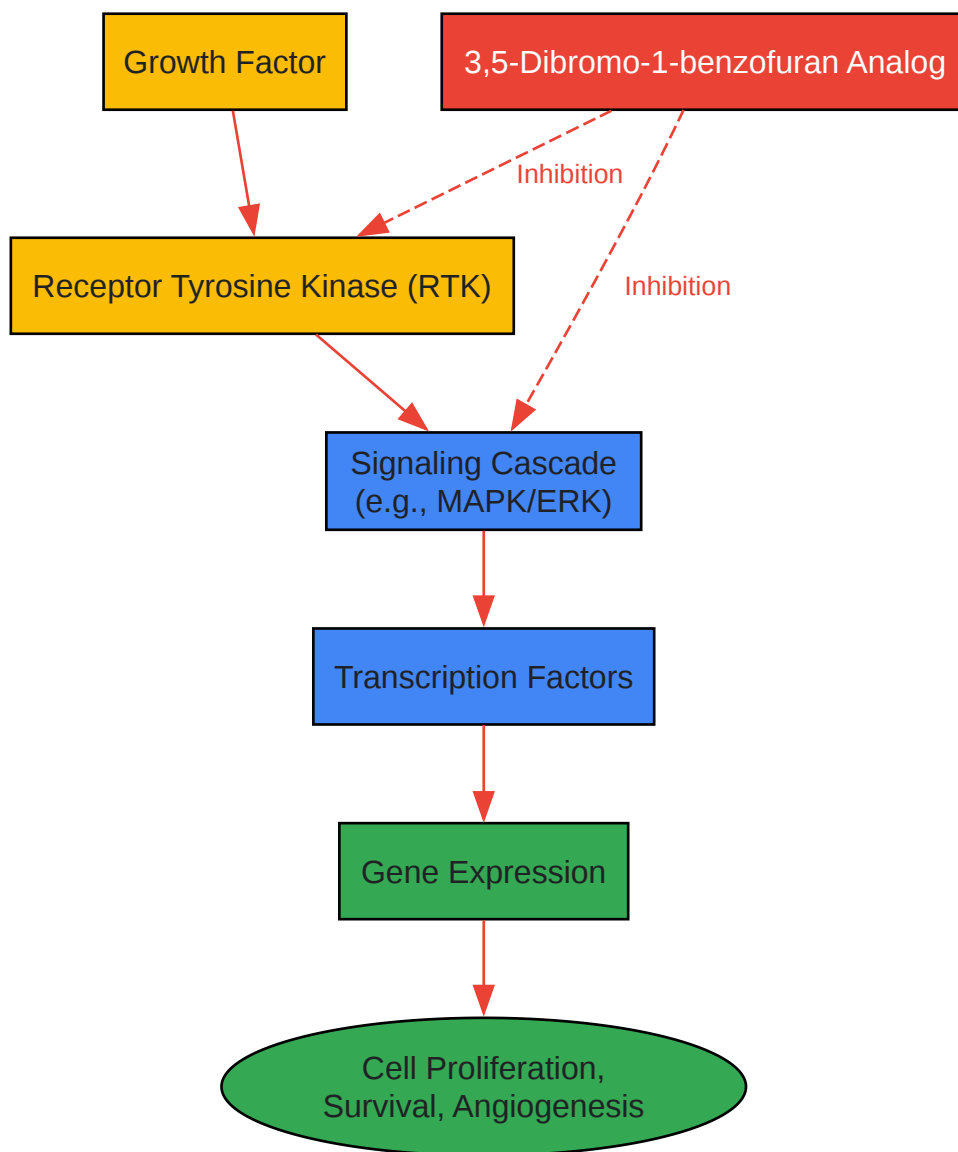 Growth Factor
3,5-Dibromo-1-benzofuran Analog
Inhibition
Receptor Tyrosine Kinase (RTK)
Inhibition
Signaling Cascade
(e.g., MAPK/ERK)
Transcription Factors
Gene Expression
Cell Proliferation,
Survival, Angiogenesis